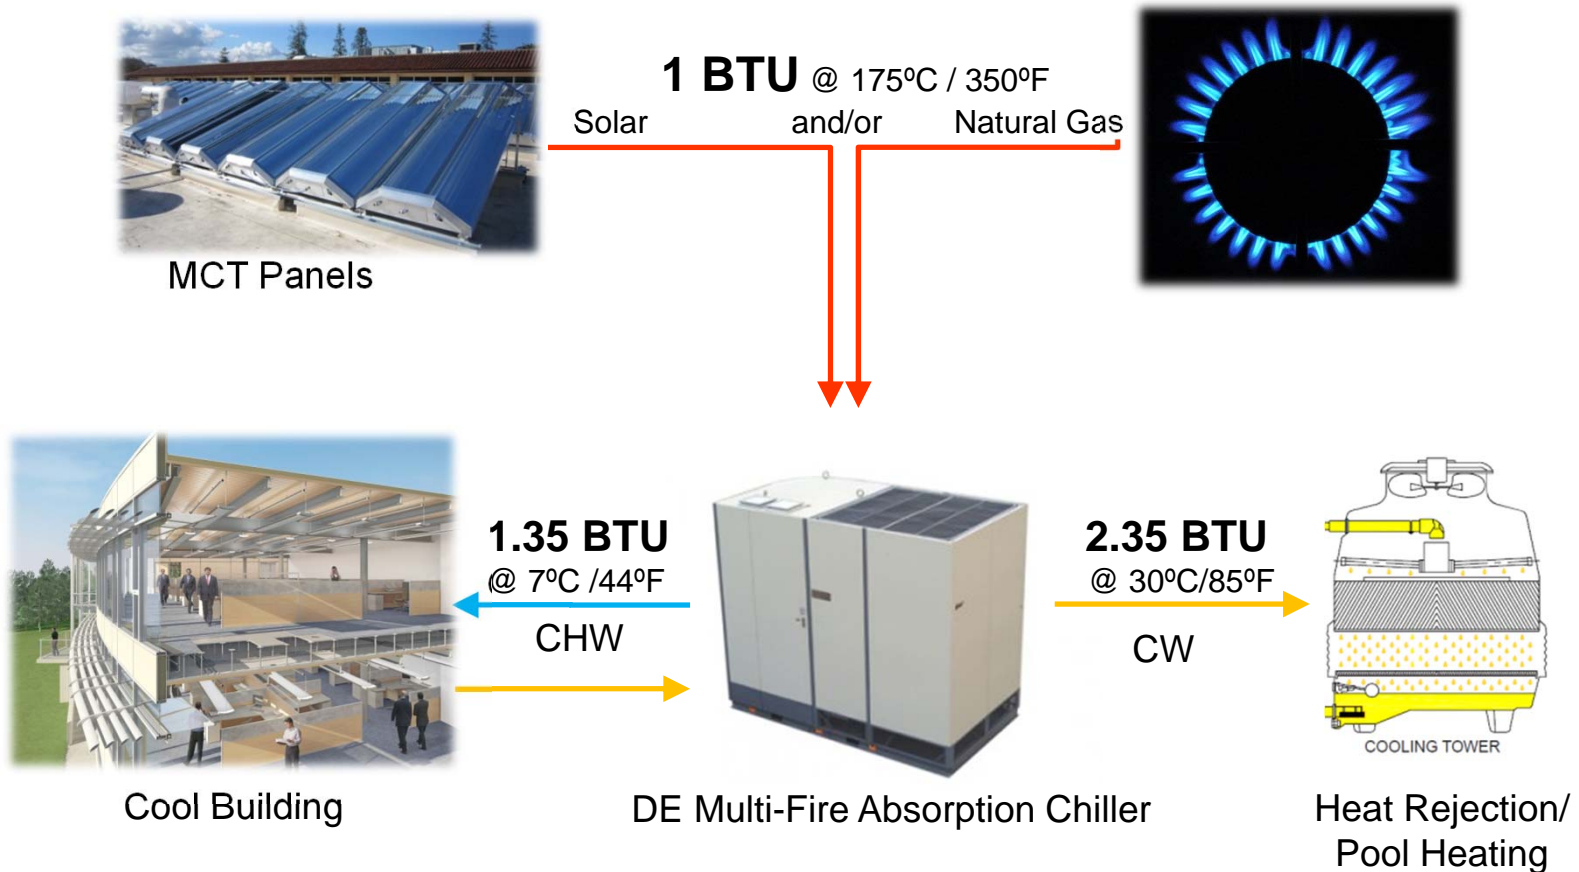 1 BTU @ 175ºC / 350ºF
Solar and/or Natural Gas
MCT Panels
1.35 BTU
@ 7ºC /44ºF
CHW
2.35 BTU
@ 30ºC/85ºF
CW
COOLING TOWER
Cool Building
DE Multi-Fire Absorption Chiller
Heat Rejection/
Pool Heating